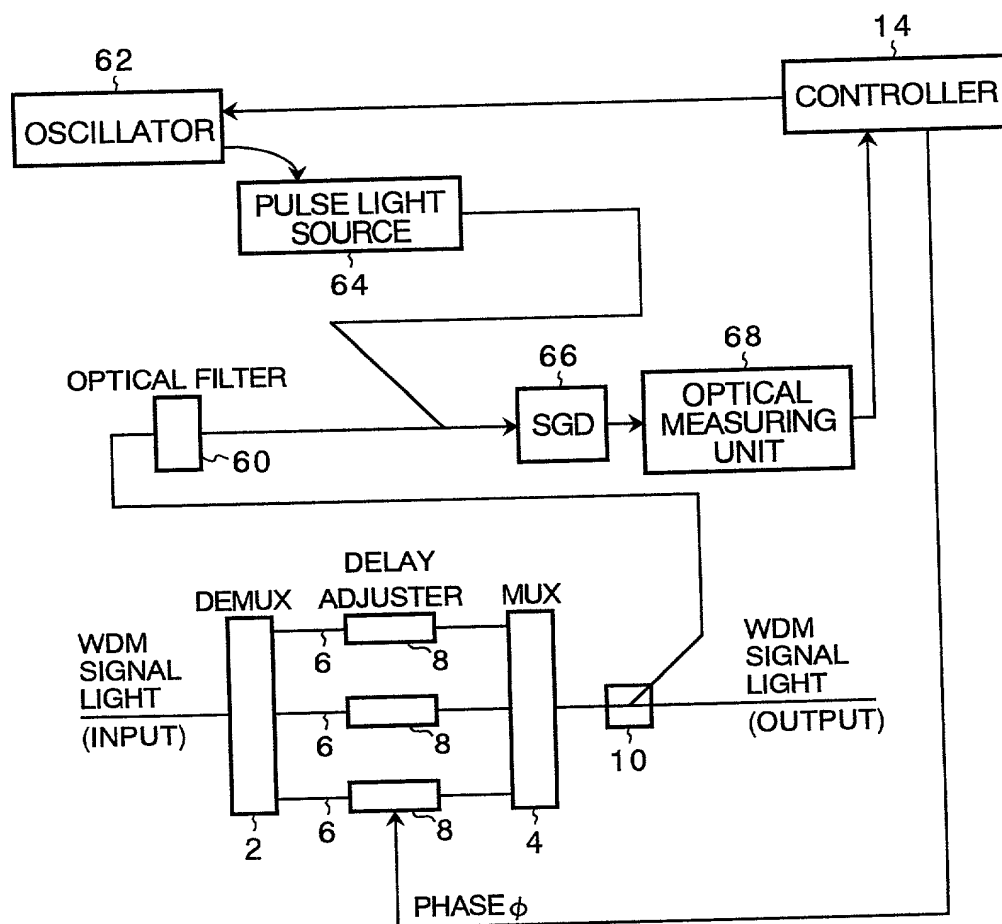 14
CONTROLLER
62
OSCILLATOR
PULSE LIGHT
SOURCE
64
68
66
OPTICAL FILTER
SGD
OPTICAL
MEASURING
UNIT
60
DELAY
ADJUSTER
DEMUX
MUX
WDM
SIGNAL
LIGHT
(INPUT)
6
8
6
8
6
8
WDM
SIGNAL
LIGHT
(OUTPUT)
10
2
4
PHASE ϕ